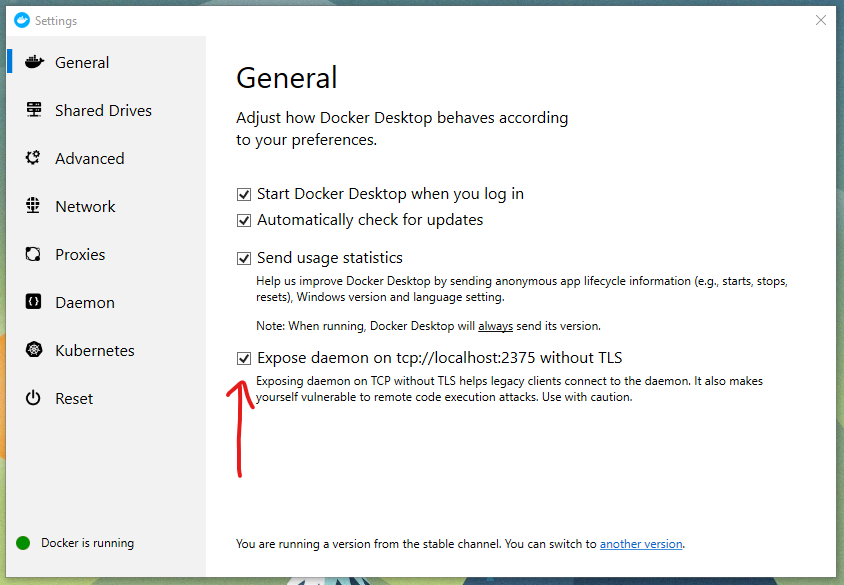 Settings
General
Shared Drives
Advanced
Network
Proxies
Daemon
Kubernetes
Reset
Docker is running
General
Adjust how Docker Desktop behaves according
to your preferences.
Start Docker Desktop when you log in
Automatically check for updates
Send usage statistics
Help us improve Docker Desktop by sending anonymous app lifecycle information (e.g., starts, stops,
resets), Windows version and language setting.
Note: When running, Docker Desktop will always send its version.
Expose daemon on tcp://localhost:2375 without TLS
Exposing daemon on TCP without TLS helps legacy clients connect to the daemon. It also makes
yourself vulnerable to remote code execution attacks. Use with caution.
You are running a version from the stable channel. You can switch to another version.